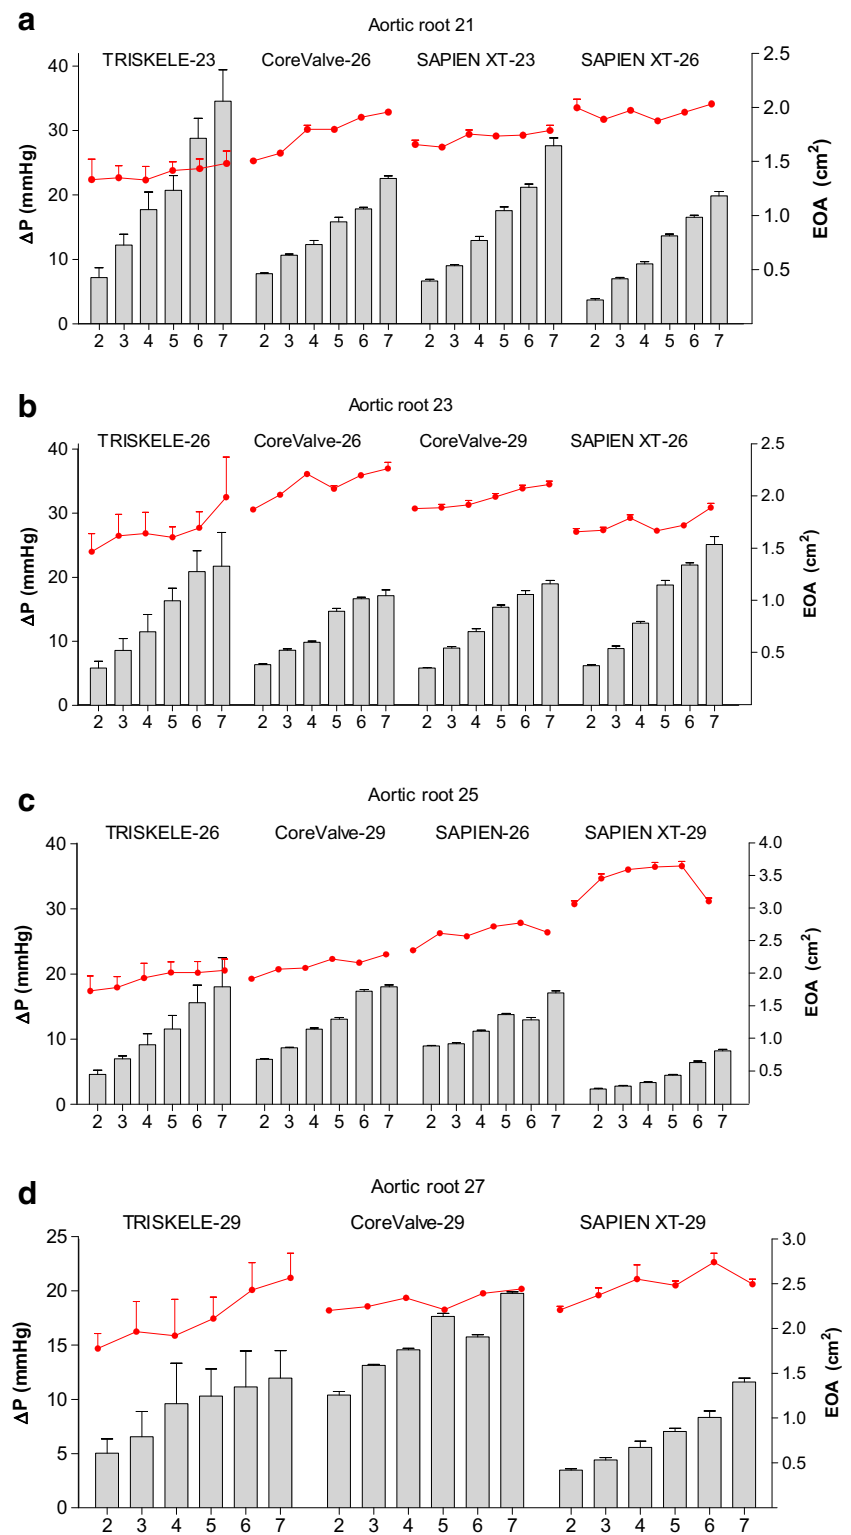 a
Aortic root 21
TRISKELE-23 CoreValve-26 SAPIEN XT-23 SAPIEN XT-26
40
30
20
10
0
ΔP (mmHg)
2.5
2.0
1.5
1.0
0.5
EOA (cm²)
2 3 4 5 6 7 2 3 4 5 6 7 2 3 4 5 6 7 2 3 4 5 6 7
b
Aortic root 23
TRISKELE-26 CoreValve-26 CoreValve-29 SAPIEN XT-26
40
30
20
10
0
ΔP (mmHg)
2.5
2.0
1.5
1.0
0.5
EOA (cm²)
2 3 4 5 6 7 2 3 4 5 6 7 2 3 4 5 6 7 2 3 4 5 6 7
c
Aortic root 25
TRISKELE-26 CoreValve-29 SAPIEN-26 SAPIEN XT-29
40
30
20
10
0
ΔP (mmHg)
4.0
3.5
3.0
2.5
2.0
1.5
1.0
0.5
EOA (cm²)
2 3 4 5 6 7 2 3 4 5 6 7 2 3 4 5 6 7 2 3 4 5 6 7
d
Aortic root 27
TRISKELE-29 CoreValve-29 SAPIEN XT-29
25
20
15
10
5
0
ΔP (mmHg)
3.0
2.5
2.0
1.5
1.0
0.5
EOA (cm²)
2 3 4 5 6 7 2 3 4 5 6 7 2 3 4 5 6 7